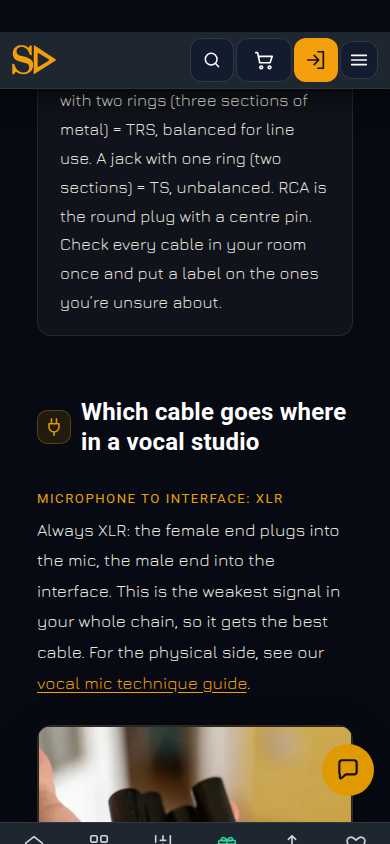 SD
with two rings (three sections of
metal) = TRS, balanced for line
use. A jack with one ring (two
sections) = TS, unbalanced. RCA is
the round plug with a centre pin.
Check every cable in your room
once and put a label on the ones
you're unsure about.
Which cable goes where
in a vocal studio
MICROPHONE TO INTERFACE: XLR
Always XLR: the female end plugs into
the mic, the male end into the
interface. This is the weakest signal in
your whole chain, so it gets the best
cable. For the physical side, see our
vocal mic technique guide.